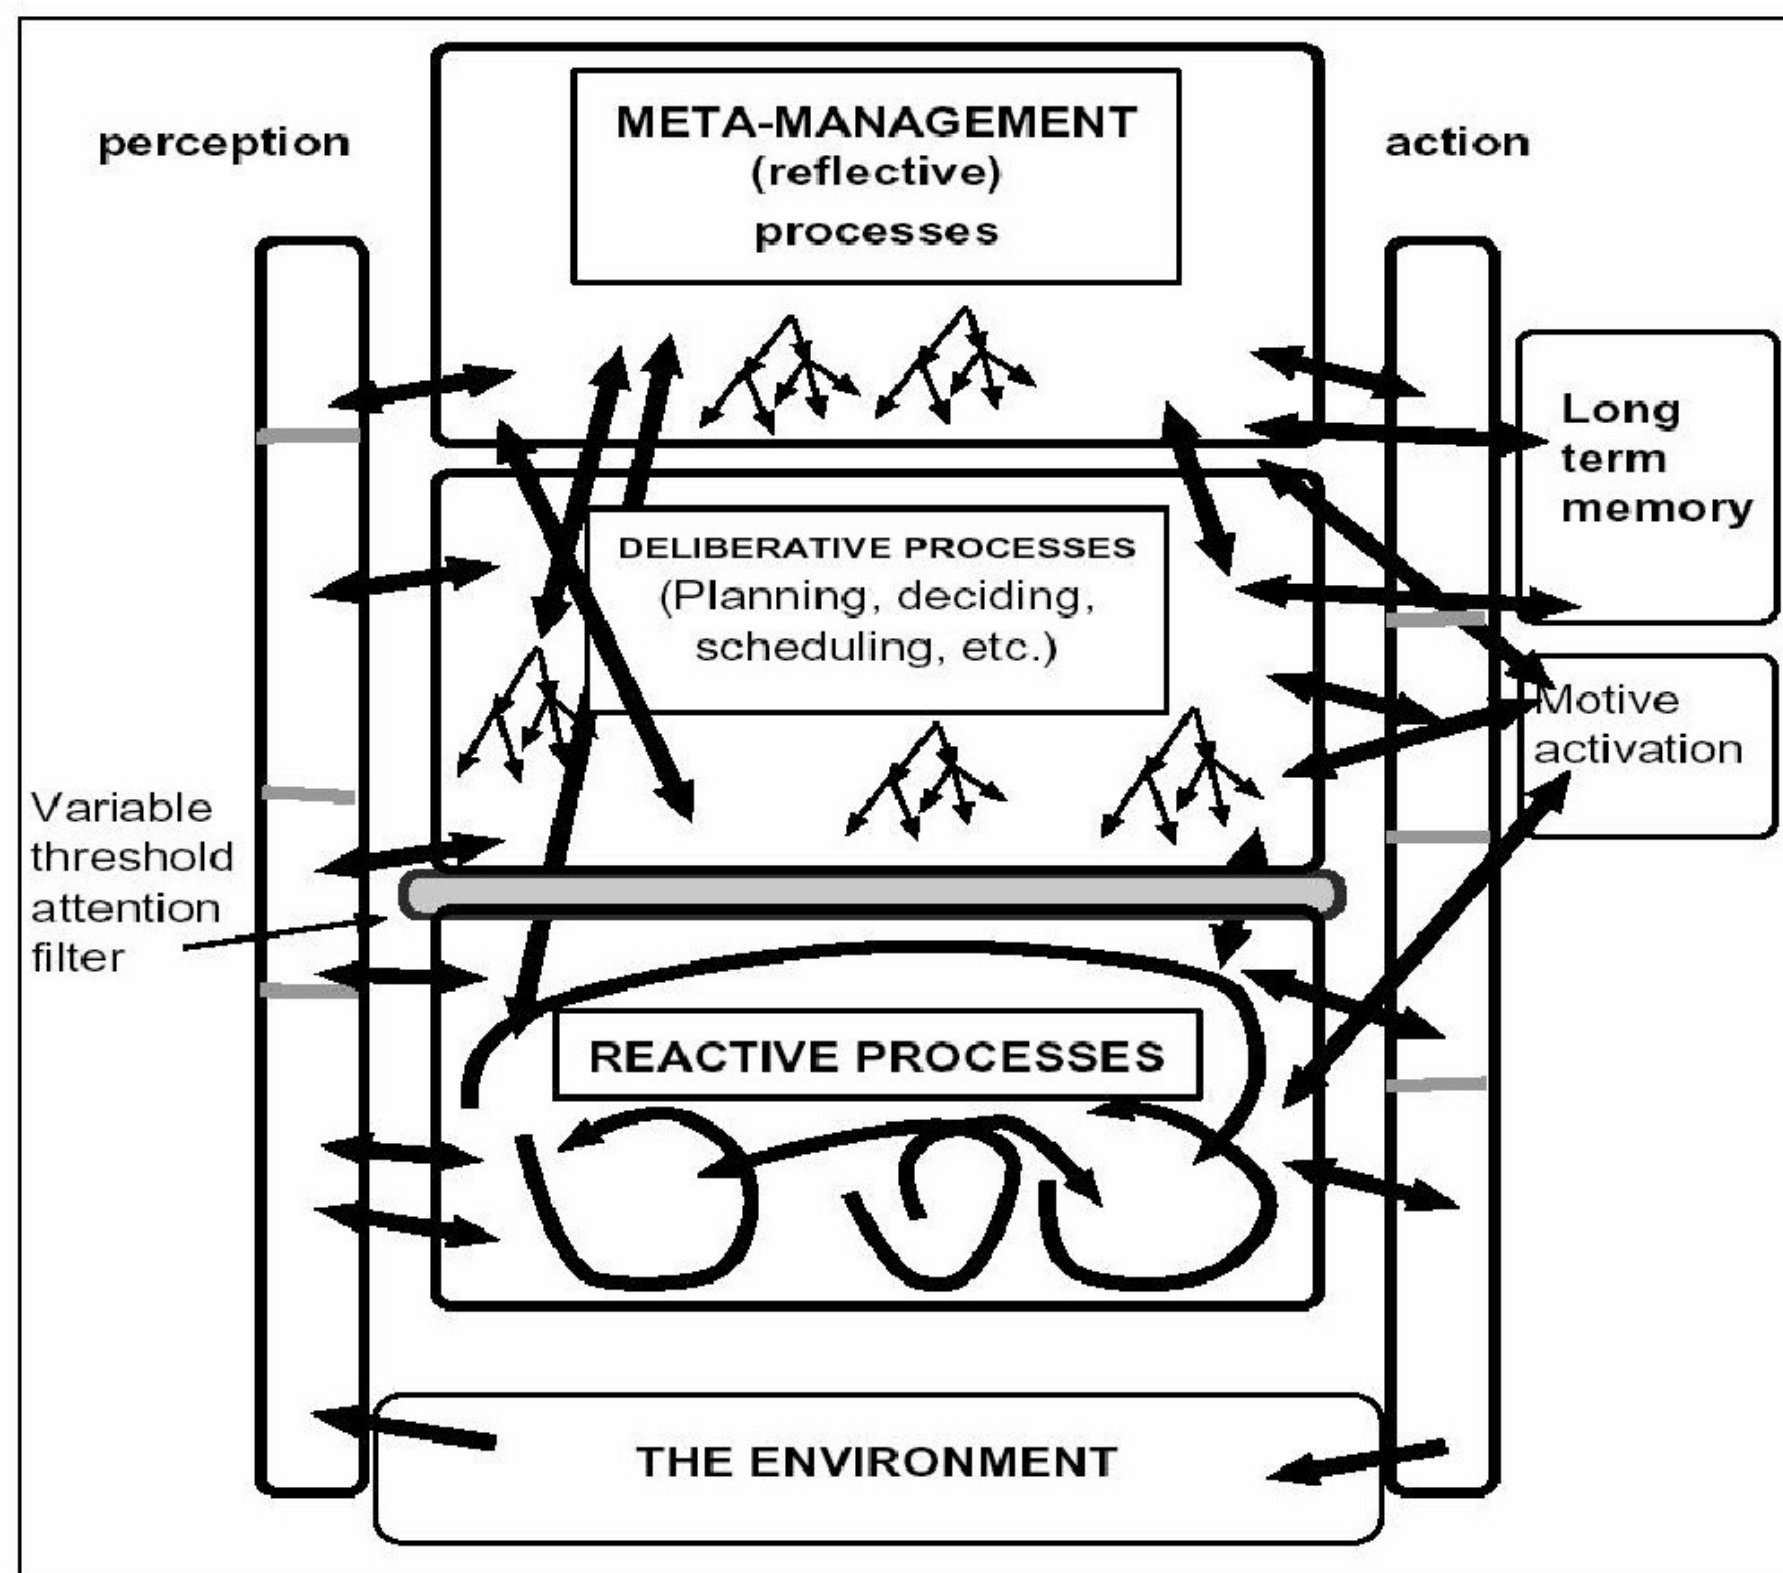 perception
META-MANAGEMENT
(reflective)
processes
action
Long
term
memory
DELIBERATIVE PROCESSES
(Planning, deciding,
scheduling, etc.)
Motive
activation
Variable
threshold
attention
filter
REACTIVE PROCESSES
THE ENVIRONMENT